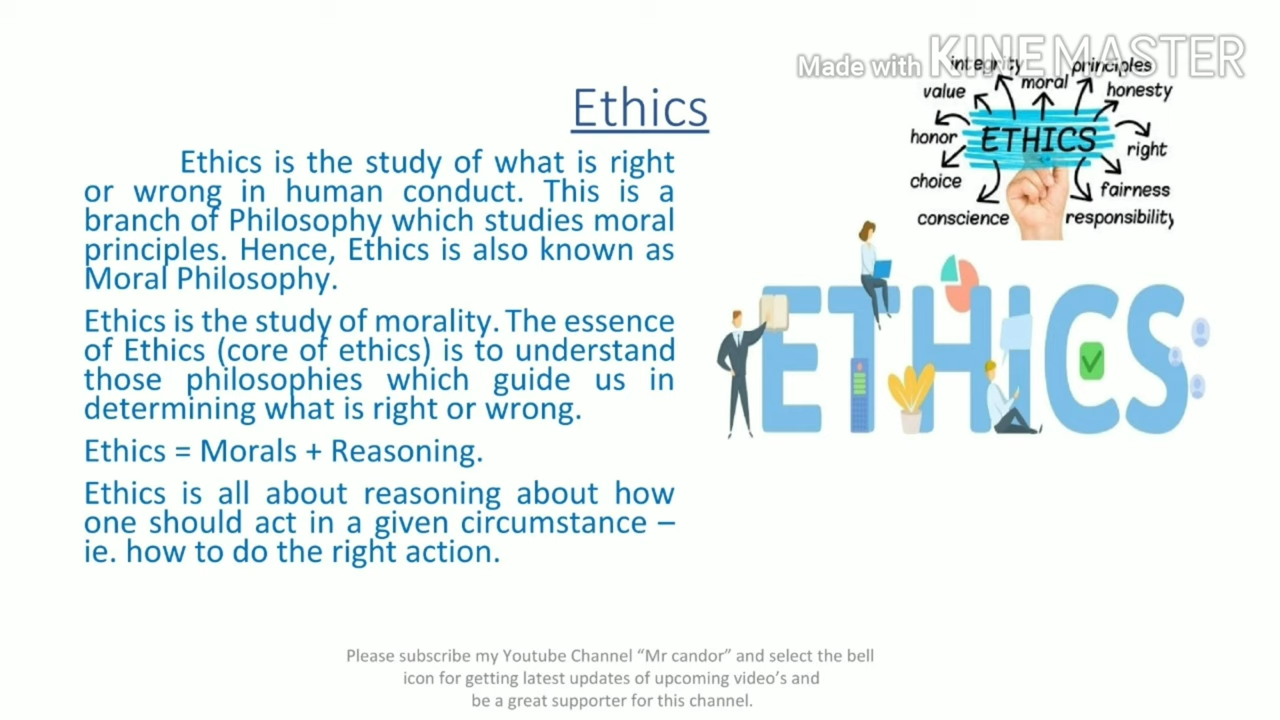 Made with KINEMASTER
Ethics
integrity
principles
value
moral
honesty
honor
ETHICS
right
choice
fairness
conscience
responsibility
Ethics is the study of what is right
or wrong in human conduct. This is a
branch of Philosophy which studies moral
principles. Hence, Ethics is also known as
Moral Philosophy.
Ethics is the study of morality. The essence
of Ethics (core of ethics) is to understand
those philosophies which guide us in
determining what is right or wrong.
Ethics = Morals + Reasoning.
Ethics is all about reasoning about how
one should act in a given circumstance –
ie. how to do the right action.
ETHICS
Please subscribe my Youtube Channel “Mr candor” and select the bell
icon for getting latest updates of upcoming video’s and
be a great supporter for this channel.